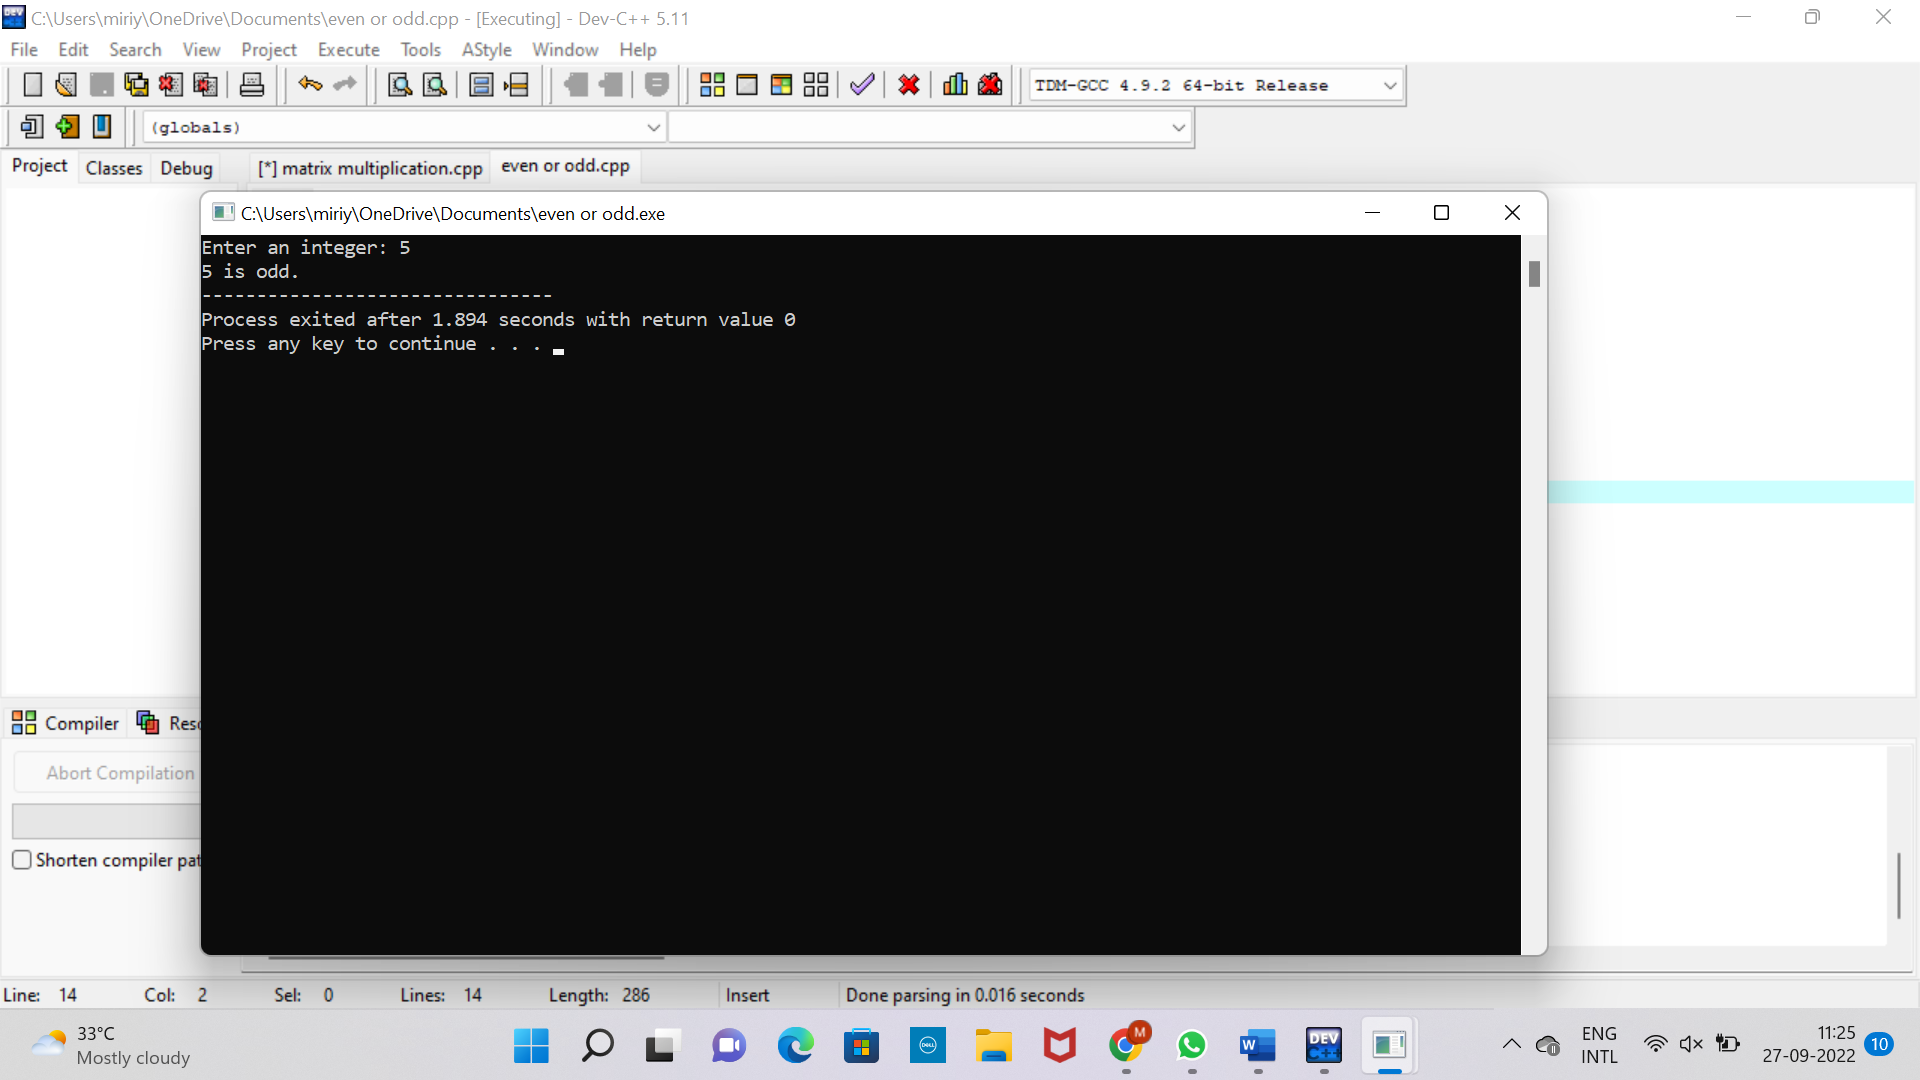 C:\Users\miriy\OneDrive\Documents\even or odd.cpp - [Executing] - Dev-C++ 5.11
File Edit Search View Project Execute Tools AStyle Window Help
TDM-GCC 4.9.2 64-bit Release
(globals)
Project Classes Debug [*] matrix multiplication.cpp even or odd.cpp
C:\Users\miriy\OneDrive\Documents\even or odd.exe
Enter an integer: 5
5 is odd.
--------------------------------
Process exited after 1.894 seconds with return value 0
Press any key to continue . . .
Compiler Reso
Abort Compilation
Shorten compiler pat
Line: 14 Col: 2 Sel: 0 Lines: 14 Length: 286 Insert Done parsing in 0.016 seconds
33°C
Mostly cloudy
DELL
M
W
DEV
C++
ENG
INTL
11:25
27-09-2022
10